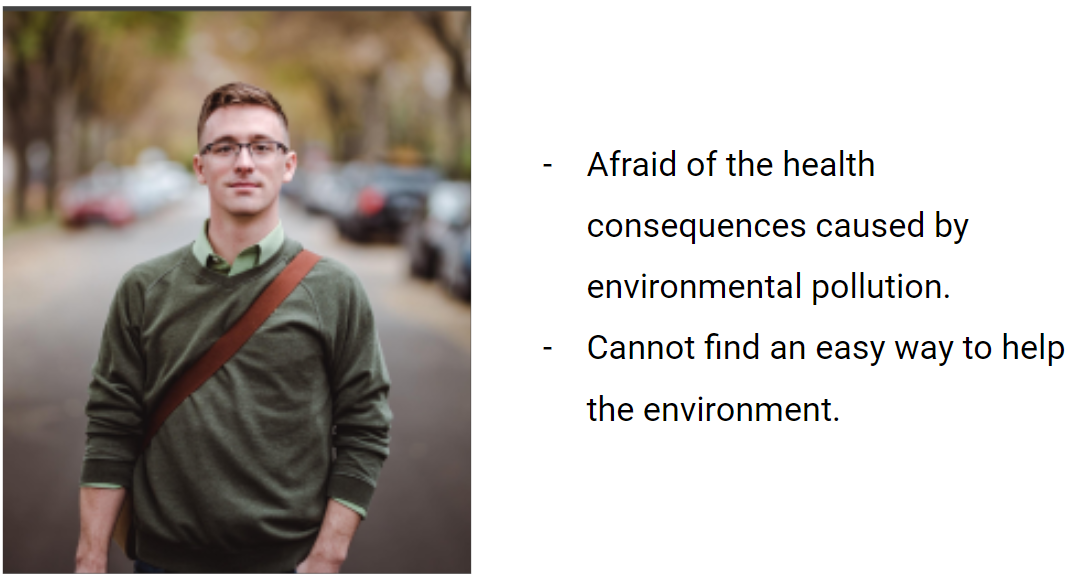 - Afraid of the health
consequences caused by
environmental pollution.
- Cannot find an easy way to help
the environment.